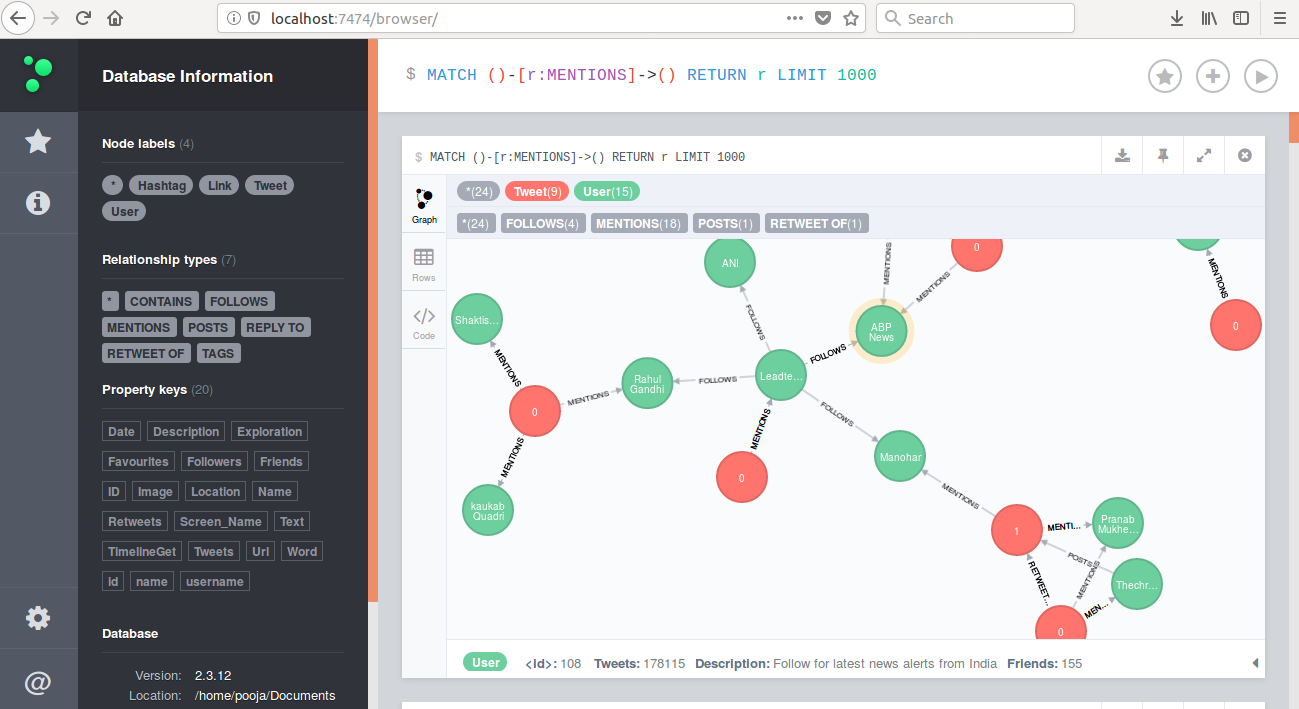 localhost:7474/browser/
Search
Database Information
Node labels (4)
* Hashtag Link Tweet
User
Relationship types (7)
* CONTAINS FOLLOWS
MENTIONS POSTS REPLY TO
RETWEET OF TAGS
Property keys (20)
Date Description Exploration
Favourites Followers Friends
ID Image Location Name
Retweets Screen_Name Text
TimelineGet Tweets Url Word
id name username
Database
Version: 2.3.12
Location: /home/pooja/Documents
@
$ MATCH ()-[r:MENTIONS]->() RETURN r LIMIT 1000
$ MATCH ()-[r:MENTIONS]->() RETURN r LIMIT 1000
Graph
Rows
</>
Code
*(24) Tweet(9) User(15)
*(24) FOLLOWS(4) MENTIONS(18) POSTS(1) RETWEET OF(1)
MENTIONS
0
ANI
MENTIONS
MENTIONS
Shaktis...
FOLLOWS
0
ABP
News
MENTIONS
FOLLOWS
Rahul
Gandhi
FOLLOWS
Leadte...
MENTIONS
0
FOLLOWS
MENTIONS
MENTIONS
Manohar
0
kaukab
Quadri
MENTIONS
1
MENTI...
Pranab
Mukhe...
POSTS
MENTIONS
RETWEET...
Thechr...
MEN...
0
User <id>: 108 Tweets: 178115 Description: Follow for latest news alerts from India Friends: 155